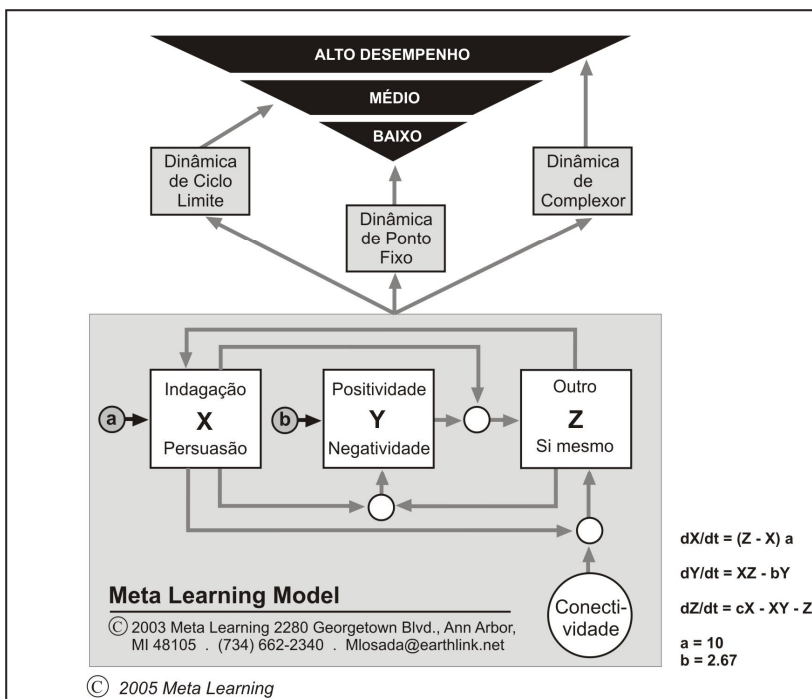 ALTO DESEMPENHO
MÉDIO
BAIXO
Dinâmica
de Ciclo
Limite
Dinâmica
de Ponto
Fixo
Dinâmica
de
Complexor
a
Indagação
X
Persuasão
b
Positividade
Y
Negatividade
Outro
Z
Si mesmo
Conecti-
vidade
Meta Learning Model
© 2003 Meta Learning 2280 Georgetown Blvd., Ann Arbor,
MI 48105 . (734) 662-2340 . Mlosada@earthlink.net
dX/dt = (Z - X) a
dY/dt = XZ - bY
dZ/dt = cX - XY - Z
a = 10
b = 2.67
© 2005 Meta Learning